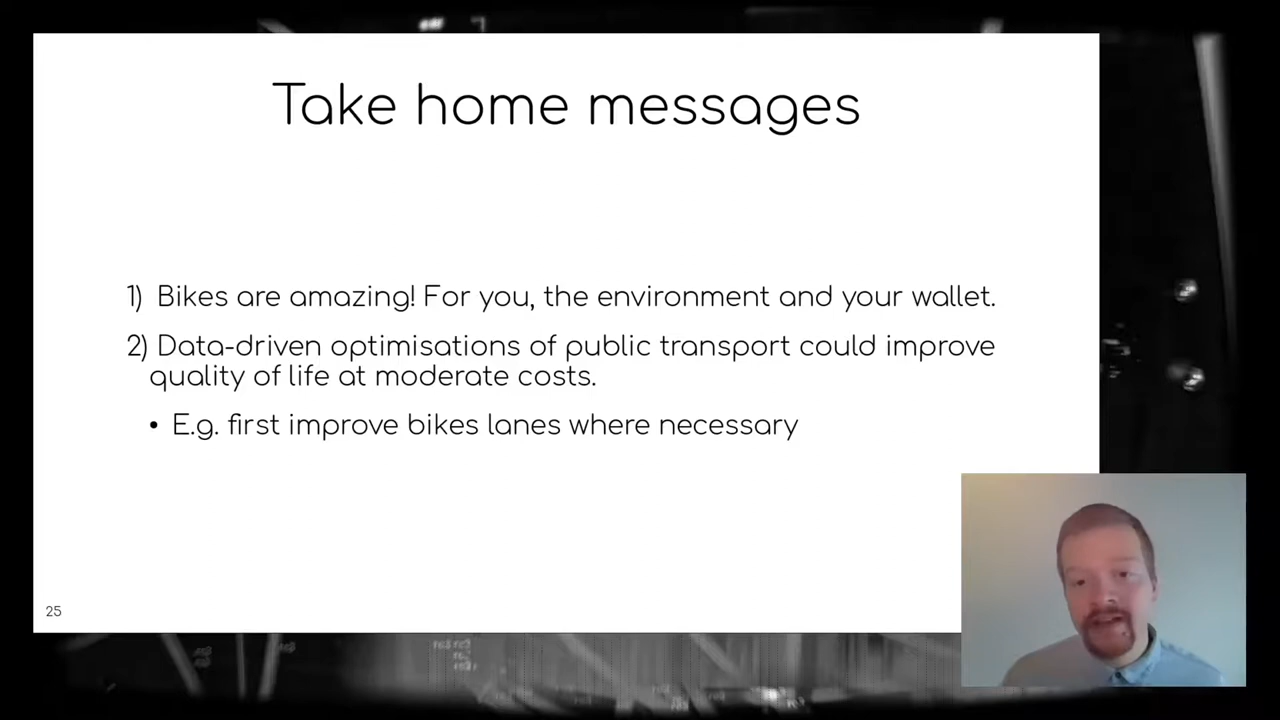 Take home messages
1) Bikes are amazing! For you, the environment and your wallet.
2) Data-driven optimisations of public transport could improve
quality of life at moderate costs.
• E.g. first improve bikes lanes where necessary
25